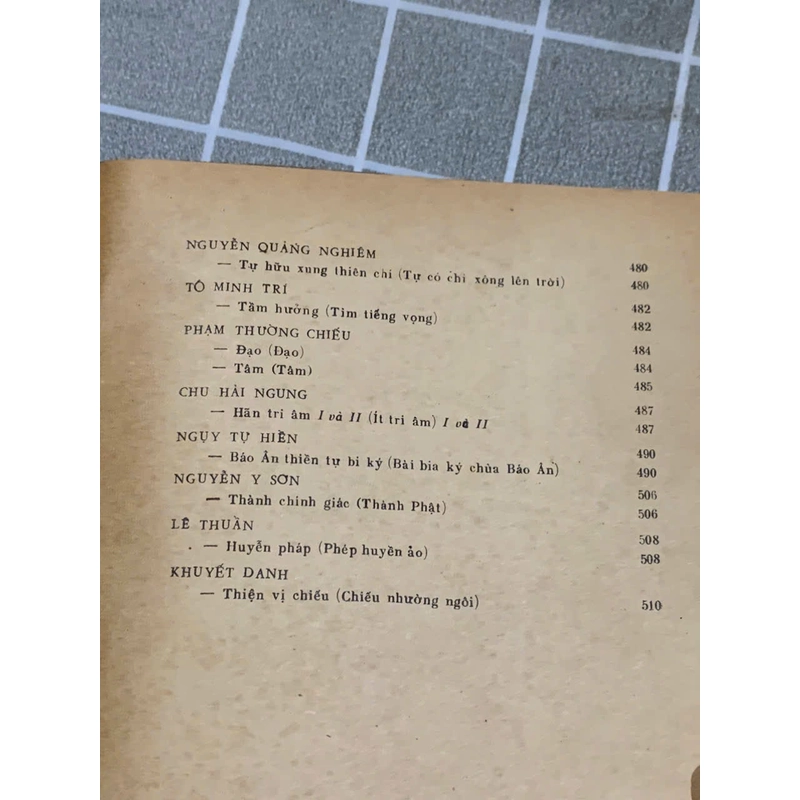 NGUYỄN QUẢNG NGHIÊM 480
— Tự hữu xung thiên chí (Tự có chí xông lên trời) 480
TÔ MINH TRÍ 482
— Tầm hưởng (Tìm tiếng vọng) 482
PHẠM THƯỜNG CHIẾU 484
— Đạo (Đạo) 484
— Tâm (Tâm) 485
CHU HẢI NGUNG 487
— Hãn tri âm I và II (Ít tri âm) I và II 487
NGỤY TỰ HIỀN 490
— Báo Ân thiền tự bi ký (Bài bia ký chùa Báo Ân) 490
NGUYỄN Y SƠN 506
— Thành chính giác (Thành Phật) 506
LÊ THUẦN 508
— Huyễn pháp (Phép huyền ảo) 508
KHUYẾT DANH
— Thiện vị chiếu (Chiếu nhường ngôi) 510